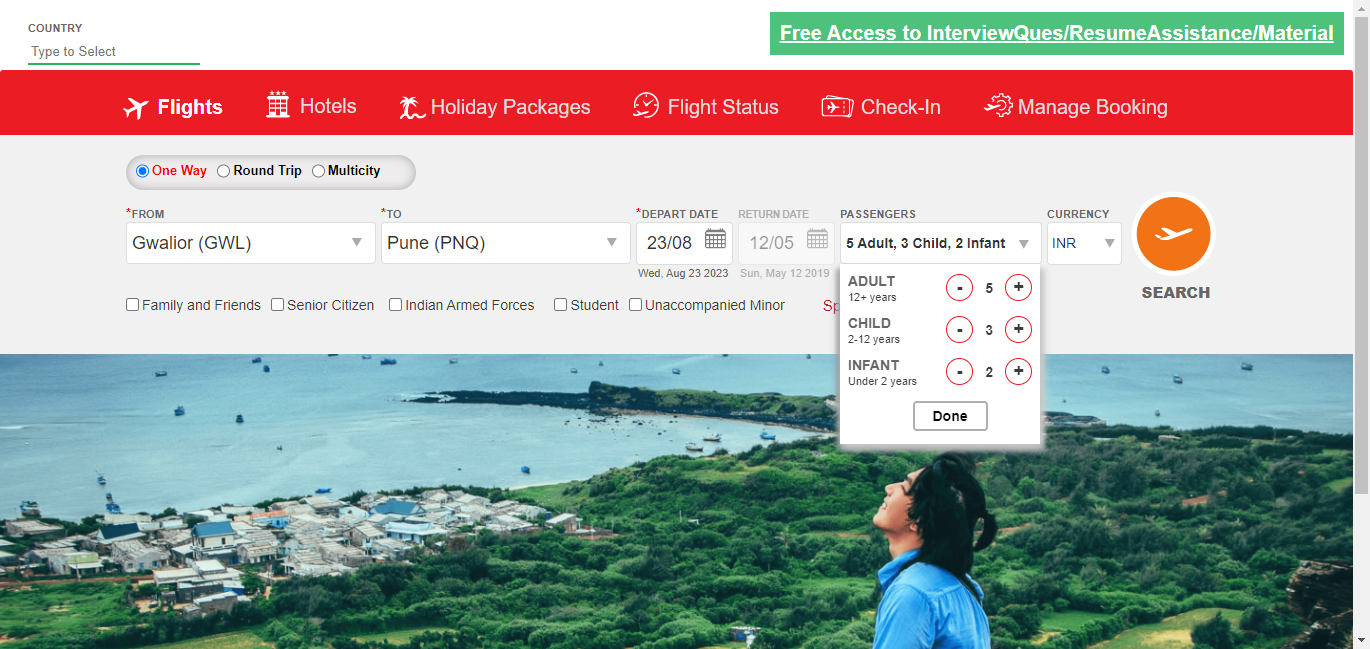 COUNTRY
Type to Select
Free Access to InterviewQues/ResumeAssistance/Material
Flights Hotels Holiday Packages Flight Status Check-In Manage Booking
One Way Round Trip Multicity
*FROM *TO *DEPART DATE RETURN DATE PASSENGERS CURRENCY
Gwalior (GWL) Pune (PNQ) 23/08 12/05 5 Adult, 3 Child, 2 Infant INR
Wed, Aug 23 2023 Sun, May 12 2019
SEARCH
Family and Friends Senior Citizen Indian Armed Forces Student Unaccompanied Minor Sp
ADULT - 5 +
12+ years
CHILD - 3 +
2-12 years
INFANT - 2 +
Under 2 years
Done